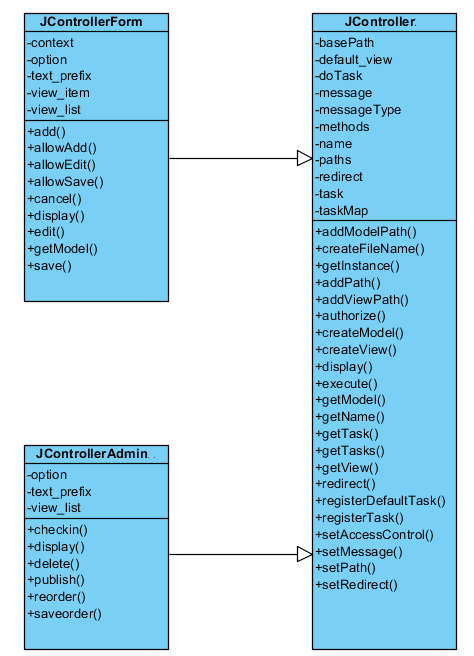 JControllerForm
-context
-option
-text_prefix
-view_item
-view_list
+add()
+allowAdd()
+allowEdit()
+allowSave()
+cancel()
+display()
+edit()
+getModel()
+save()
JController
-basePath
-default_view
-doTask
-message
-messageType
-methods
-name
-paths
-redirect
-task
-taskMap
+addModelPath()
+createFileName()
+getInstance()
+addPath()
+addViewPath()
+authorize()
+createModel()
+createView()
+display()
+execute()
+getModel()
+getName()
+getTask()
+getTasks()
+getView()
+redirect()
+registerDefaultTask()
+registerTask()
+setAccessControl()
+setMessage()
+setPath()
+setRedirect()
JControllerAdmin
-option
-text_prefix
-view_list
+checkin()
+display()
+delete()
+publish()
+reorder()
+saveorder()